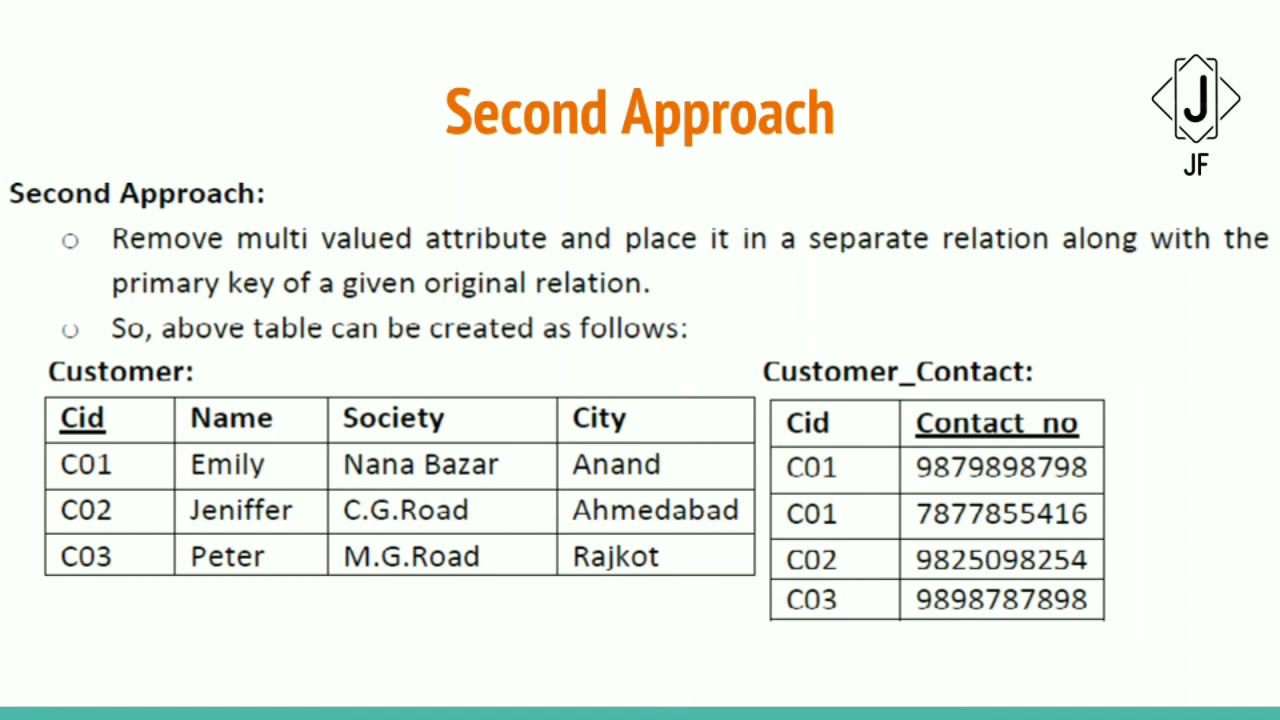 Second Approach
J
JF
Second Approach:
Remove multi valued attribute and place it in a separate relation along with the
primary key of a given original relation.
So, above table can be created as follows:
Customer:
Cid Name Society City
C01 Emily Nana Bazar Anand
C02 Jeniffer C.G.Road Ahmedabad
C03 Peter M.G.Road Rajkot
Customer_Contact:
Cid Contact_no
C01 9879898798
C01 7877855416
C02 9825098254
C03 9898787898